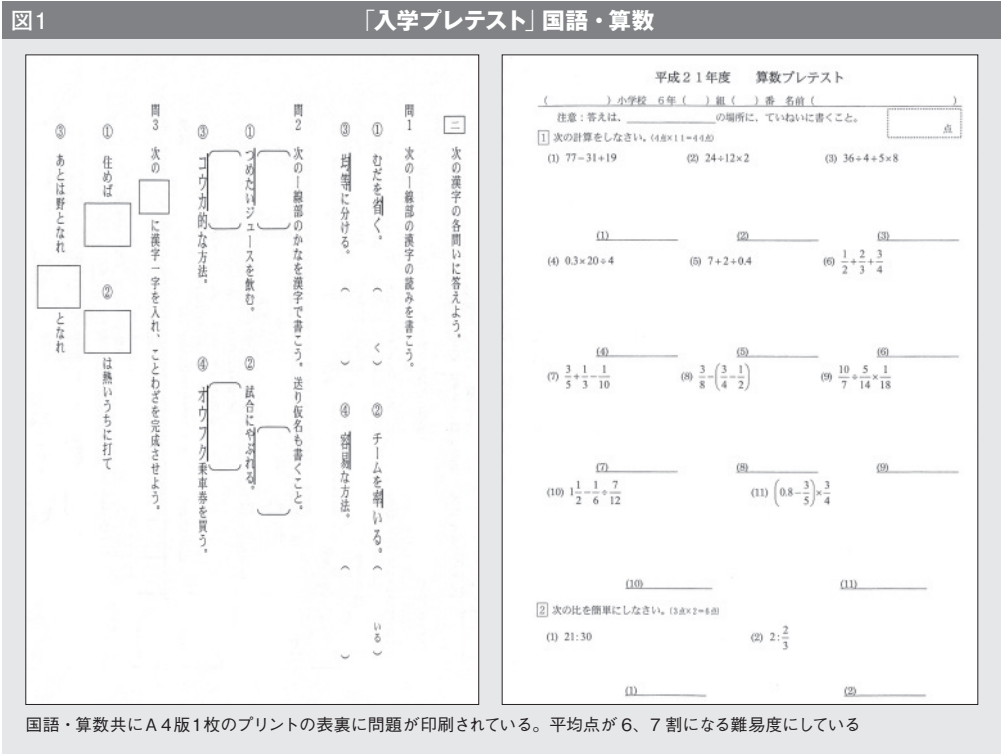 図1
「入学プレテスト」国語・算数
二 次の漢字の各問いに答えよう。
問1 次の―線部の漢字の読みを書こう。
① むだを省く。 ( く)
② チームを率いる。 ( いる)
③ 均等に分ける。 ( )
④ 容易な方法。 ( )
問2 次の―線部のかなを漢字で書こう。送り仮名も書くこと。
① つめたいジュースを飲む。
② 試合にやぶれる。
③ コウカ的な方法。
④ オウフク乗車券を買う。
問3 次の□に漢字一字を入れ、ことわざを完成させよう。
① 住めば□
② □は熱いうちに打て
③ あとは野となれ□となれ
平成21年度 算数プレテスト
( )小学校 6年( )組( )番 名前( )
注意:答えは、________の場所に、ていねいに書くこと。
点
1 次の計算をしなさい。(4点×11=44点)
(1) 77−31+19 (2) 24÷12×2 (3) 36÷4+5×8
(1) (2) (3)
(4) 0.3×20÷4 (5) 7+2÷0.4 (6) 1/2+2/3+3/4
(4) (5) (6)
(7) 3/5+1/3−1/10 (8) 3/8−(3/4−1/2) (9) 10/7÷5/14×1/18
(7) (8) (9)
(10) 1 1/2−1/6÷7/12 (11) (0.8−3/5)×3/4
(10) (11)
2 次の比を簡単にしなさい。(3点×2=6点)
(1) 21:30 (2) 2:2/3
(1) (2)
国語・算数共にA4版1枚のプリントの表裏に問題が印刷されている。平均点が6、7割になる難易度にしている